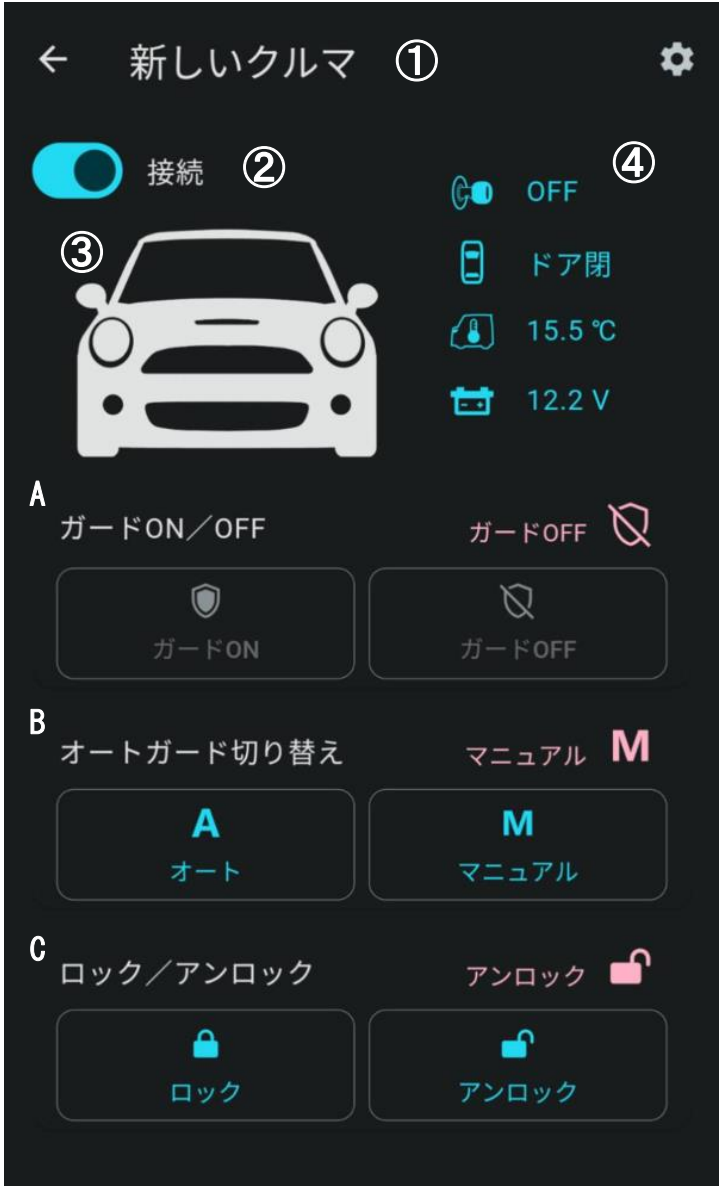 新しいクルマ ①
接続 ②
④
OFF
③
ドア閉
15.5 ℃
12.2 V
A
ガードON／OFF ガードOFF
ガードON ガードOFF
B
オートガード切り替え マニュアル M
A M
オート マニュアル
C
ロック／アンロック アンロック
ロック アンロック